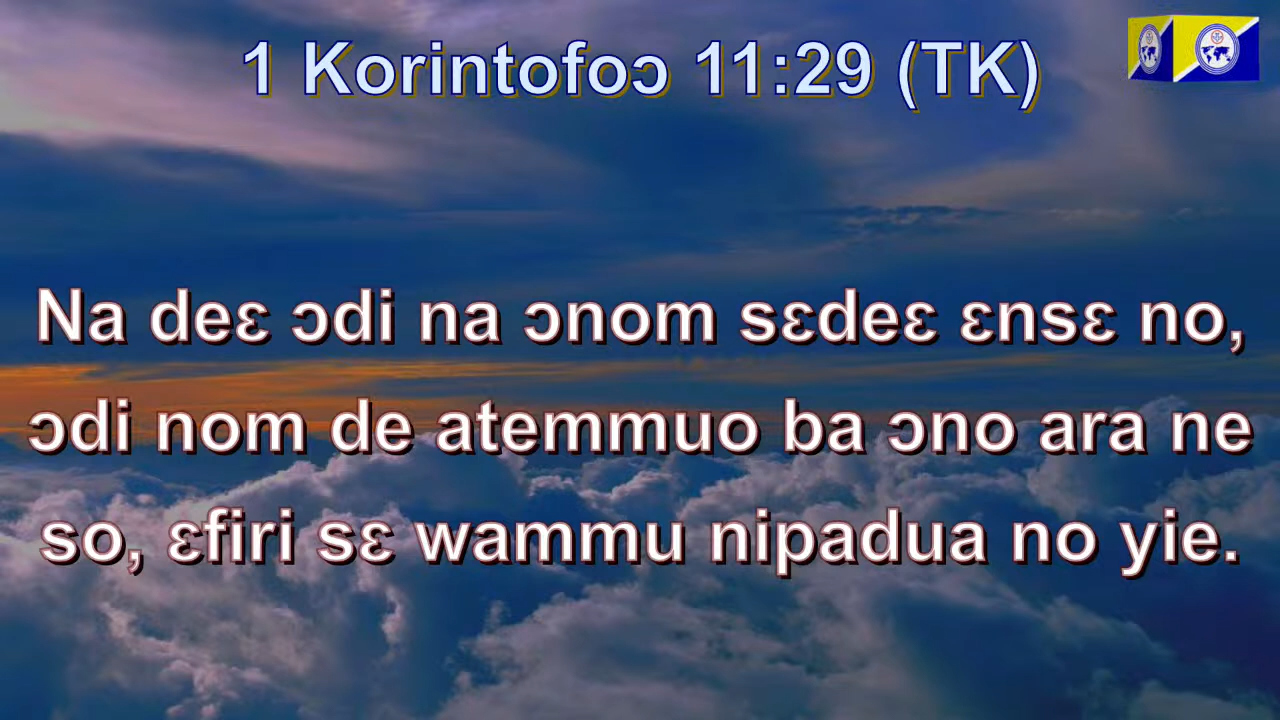 1 Korintofoɔ 11:29 (TK)
Na deɛ ɔdi na ɔnom sɛdeɛ ɛnsɛ no,
ɔdi nom de atemmuo ba ɔno ara ne
so, ɛfiri sɛ wammu nipadua no yie.